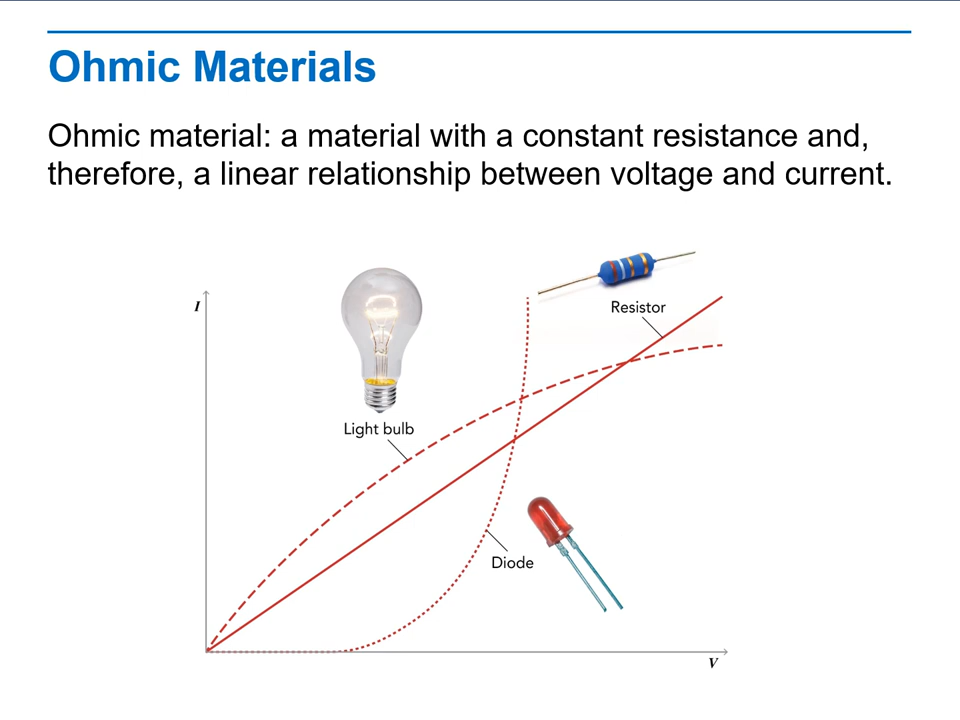 Ohmic Materials
Ohmic material: a material with a constant resistance and,
therefore, a linear relationship between voltage and current.
I
Resistor
Light bulb
Diode
V